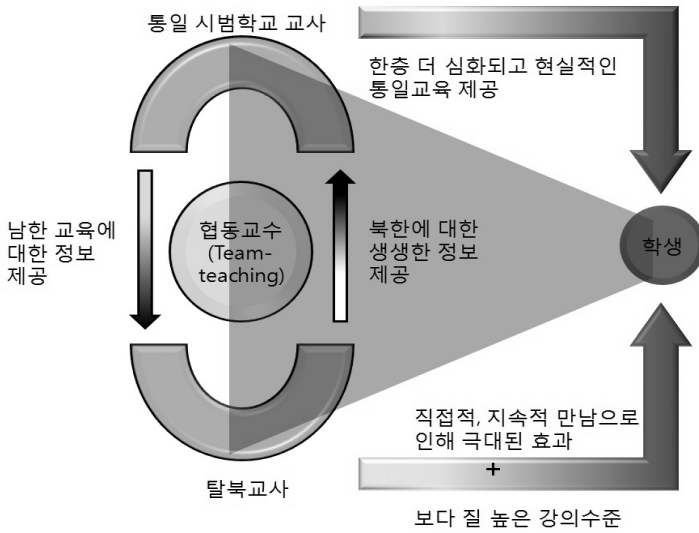 통일 시범학교 교사
한층 더 심화되고 현실적인
통일교육 제공
남한 교육에
대한 정보
제공
협동교수
(Team-
teaching)
북한에 대한
생생한 정보
제공
학생
직접적, 지속적 만남으로
인해 극대된 효과
+
탈북교사
보다 질 높은 강의수준